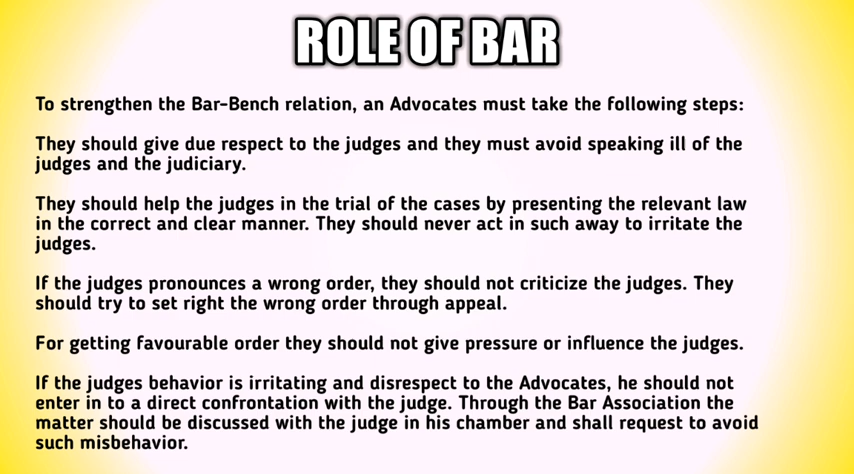 ROLE OF BAR
To strengthen the Bar-Bench relation, an Advocates must take the following steps:
They should give due respect to the judges and they must avoid speaking ill of the
judges and the judiciary.
They should help the judges in the trial of the cases by presenting the relevant law
in the correct and clear manner. They should never act in such away to irritate the
judges.
If the judges pronounces a wrong order, they should not criticize the judges. They
should try to set right the wrong order through appeal.
For getting favourable order they should not give pressure or influence the judges.
If the judges behavior is irritating and disrespect to the Advocates, he should not
enter in to a direct confrontation with the judge. Through the Bar Association the
matter should be discussed with the judge in his chamber and shall request to avoid
such misbehavior.